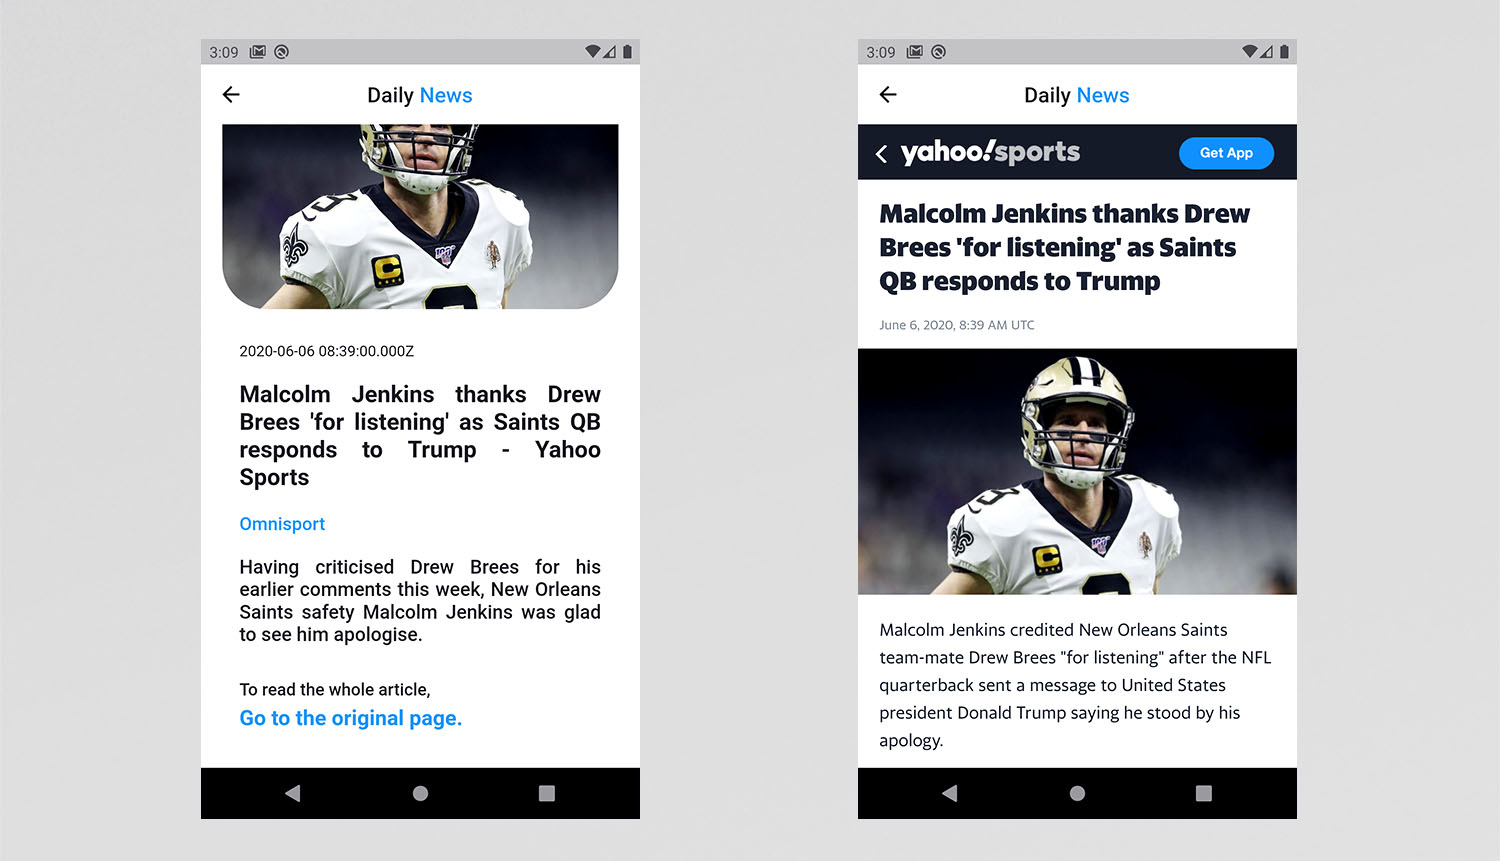 3:09
Daily News
2020-06-06 08:39:00.000Z
Malcolm Jenkins thanks Drew
Brees 'for listening' as Saints QB
responds to Trump - Yahoo
Sports
Omnisport
Having criticised Drew Brees for his
earlier comments this week, New Orleans
Saints safety Malcolm Jenkins was glad
to see him apologise.
To read the whole article,
Go to the original page.
3:09
Daily News
yahoo!sports
Get App
Malcolm Jenkins thanks Drew
Brees 'for listening' as Saints
QB responds to Trump
June 6, 2020, 8:39 AM UTC
C
Malcolm Jenkins credited New Orleans Saints
team-mate Drew Brees "for listening" after the NFL
quarterback sent a message to United States
president Donald Trump saying he stood by his
apology.